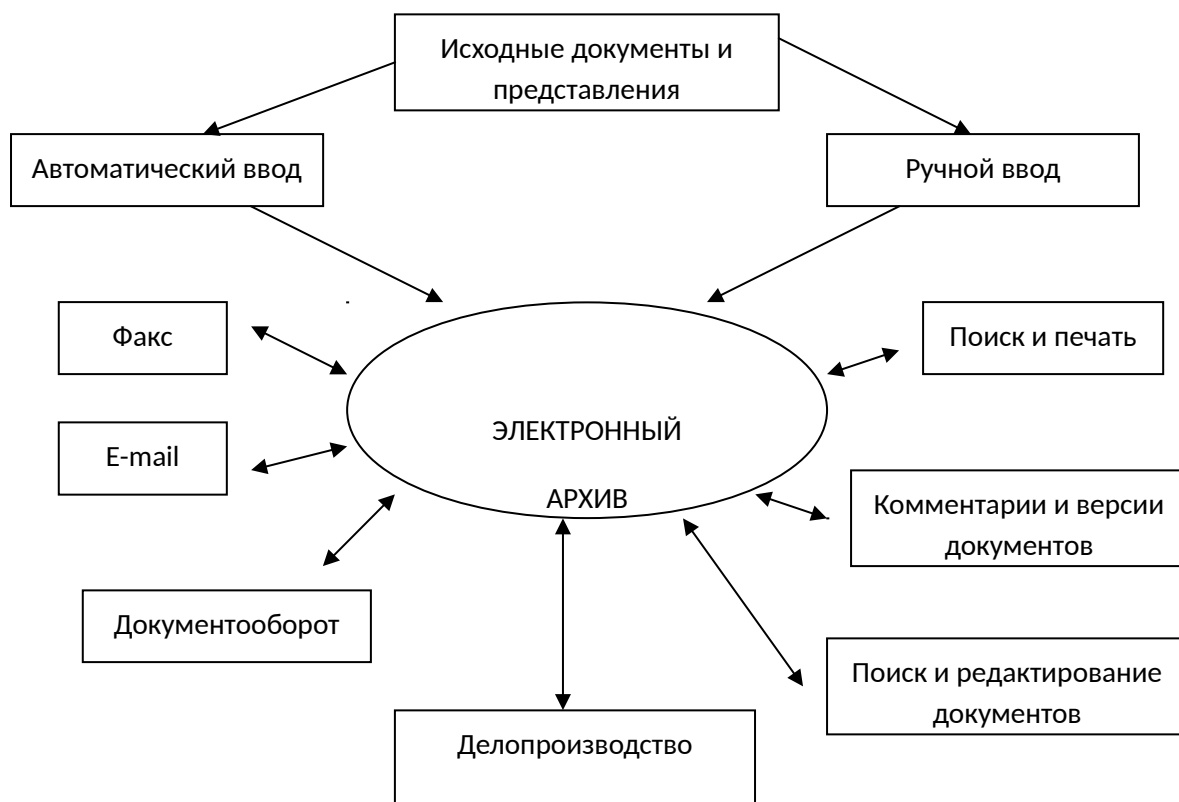 Исходные документы и
представления
Автоматический ввод
Ручной ввод
Факс
Поиск и печать
ЭЛЕКТРОННЫЙ
E-mail
АРХИВ
Комментарии и версии
документов
Документооборот
Поиск и редактирование
документов
Делопроизводство